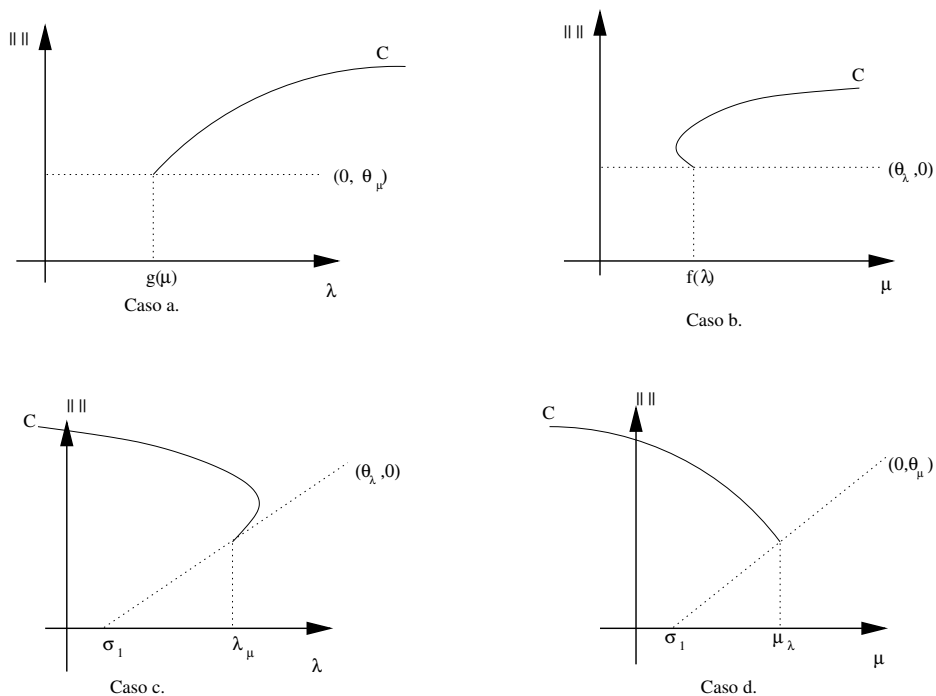 || ||
C
(0, θ_μ)
g(μ)
λ
Caso a.
|| ||
C
(θ_λ,0)
f(λ)
μ
Caso b.
|| ||
C
(θ_λ,0)
σ_1
λ_μ
λ
Caso c.
|| ||
C
(0,θ_μ)
σ_1
μ_λ
μ
Caso d.